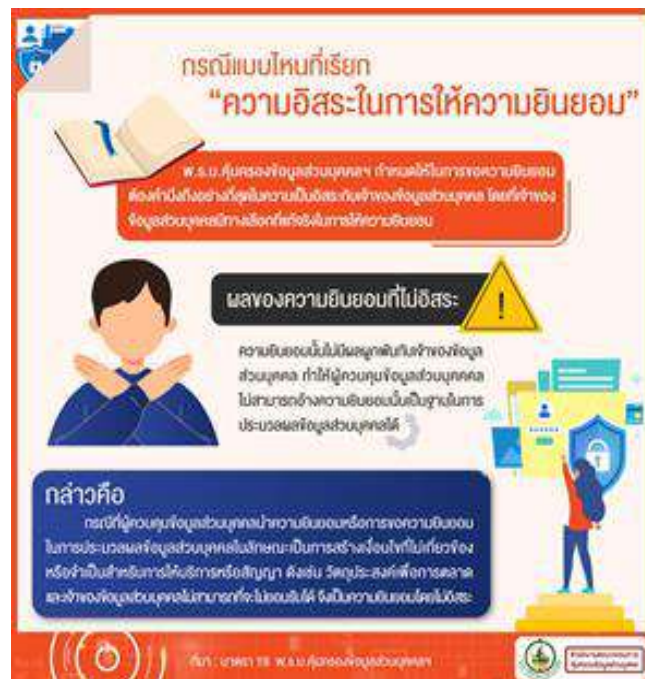 กรณีแบบไหนที่เรียก
“ความอิสระในการให้ความยินยอม”
พ.ร.บ.คุ้มครองข้อมูลส่วนบุคคลฯ กำหนดให้ในการขอความยินยอม
ต้องคำนึงถึงอย่างที่สุดในความเป็นอิสระกับเจ้าของข้อมูลส่วนบุคคล โดยที่เจ้าของ
ข้อมูลส่วนบุคคลมีทางเลือกที่แท้จริงในการให้ความยินยอม
ผลของความยินยอมที่ไม่อิสระ
ความยินยอมนั้นไม่มีผลผูกพันกับเจ้าของข้อมูล
ส่วนบุคคล ทำให้ผู้ควบคุมข้อมูลส่วนบุคคล
ไม่สามารถอ้างความยินยอมนั้นเป็นฐานในการ
ประมวลผลข้อมูลส่วนบุคคลได้
กล่าวคือ
กรณีที่ผู้ควบคุมข้อมูลส่วนบุคคลนำความยินยอมหรือการขอความยินยอม
ในการประมวลผลข้อมูลส่วนบุคคลในลักษณะเป็นการสร้างเงื่อนไขที่ไม่เกี่ยวข้อง
หรือจำเป็นสำหรับการให้บริการหรือสัญญา ดังเช่น วัตถุประสงค์เพื่อการตลาด
และเจ้าของข้อมูลส่วนบุคคลไม่สามารถที่จะไม่ยอมรับได้ จึงเป็นความยินยอมโดยไม่อิสระ
ที่มา : มาตรา 19 พ.ร.บ.คุ้มครองข้อมูลส่วนบุคคลฯ